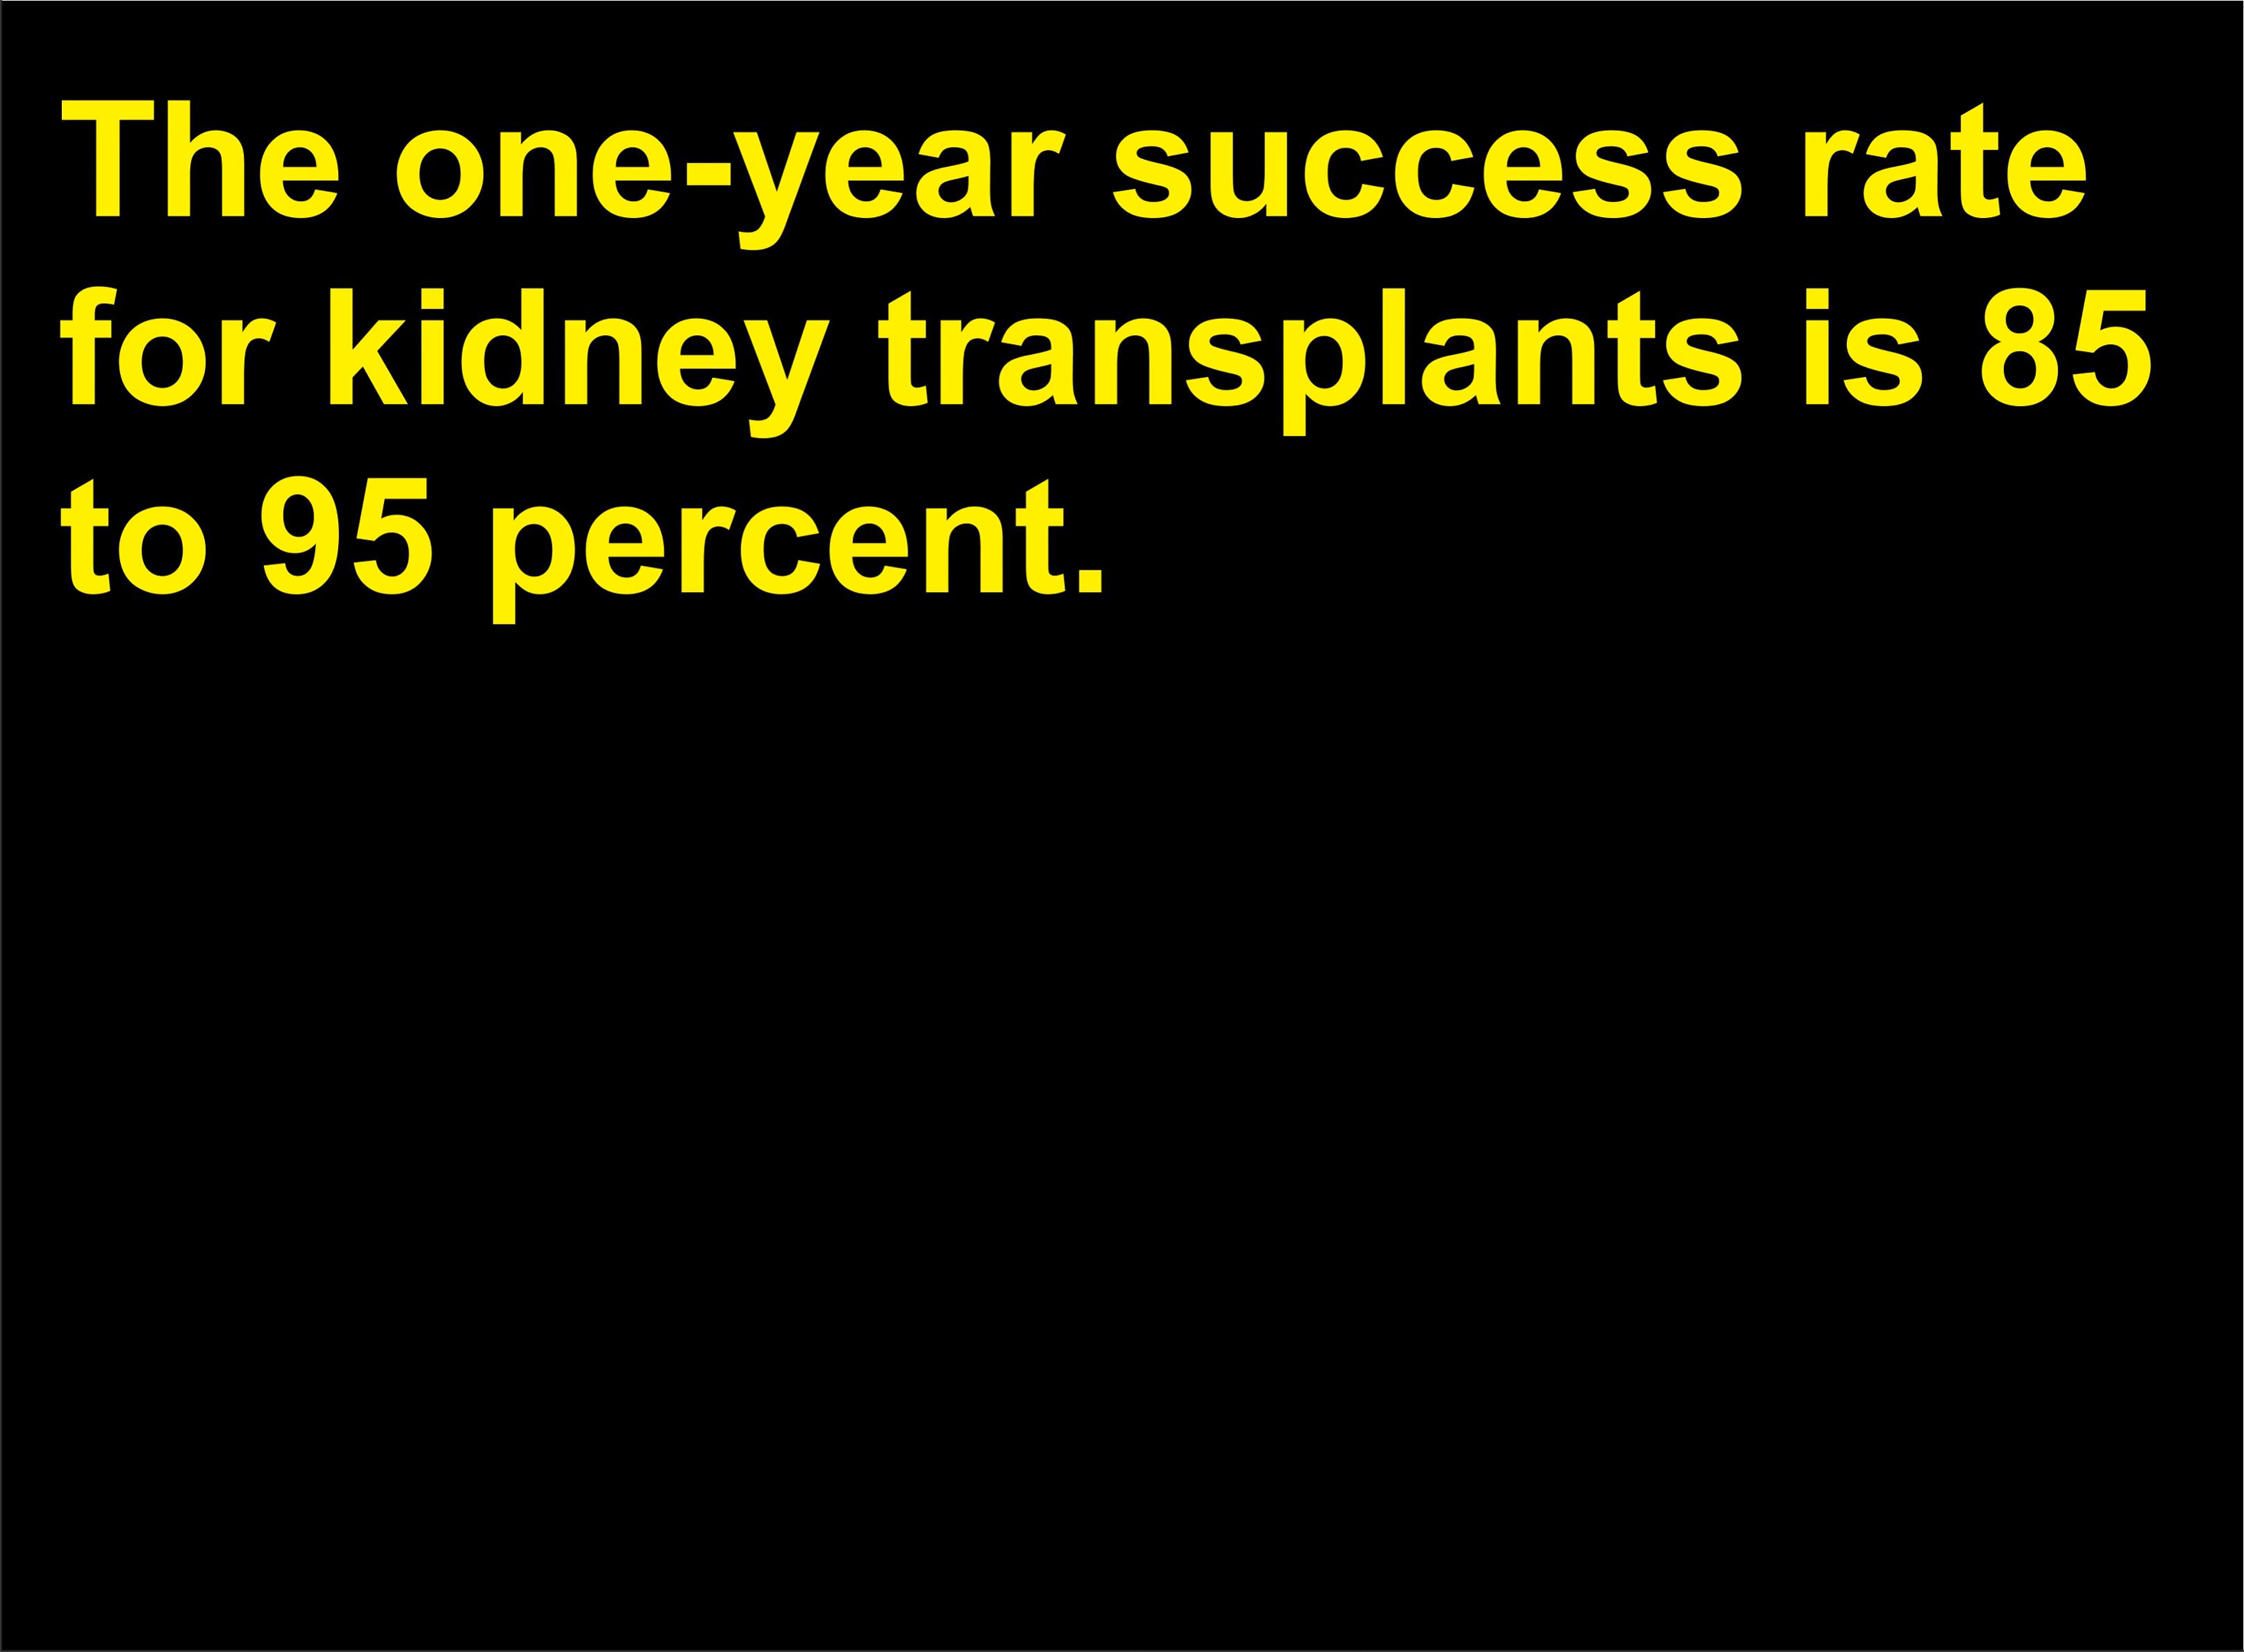 The one-year success rate
for kidney transplants is 85
to 95 percent.